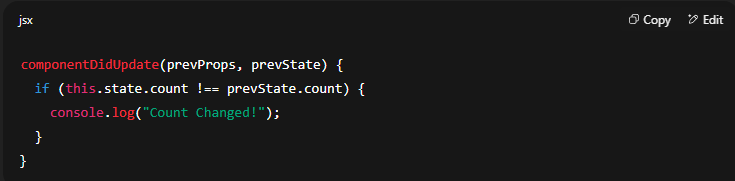 jsx
Copy
Edit
componentDidUpdate(prevProps, prevState) {
  if (this.state.count !== prevState.count) {
    console.log("Count Changed!");
  }
}